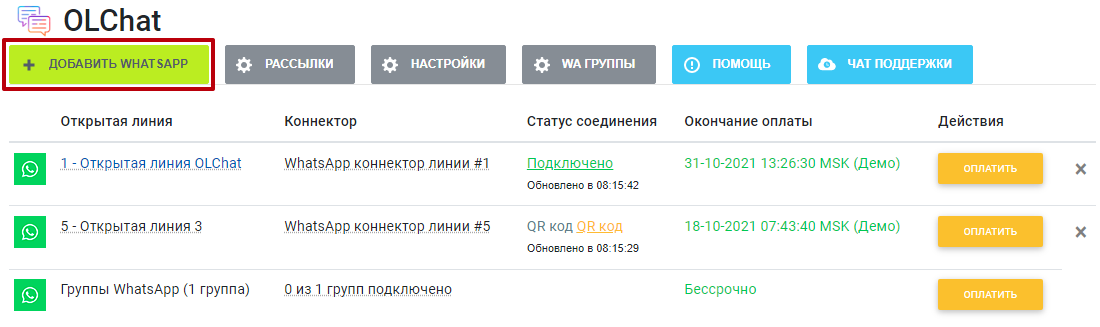 OLChat
+ ДОБАВИТЬ WHATSAPP РАССЫЛКИ НАСТРОЙКИ WA ГРУППЫ ПОМОЩЬ ЧАТ ПОДДЕРЖКИ
Открытая линия Коннектор Статус соединения Окончание оплаты Действия
1 - Открытая линия OLChat WhatsApp коннектор линии #1 Подключено 31-10-2021 13:26:30 MSK (Демо) ОПЛАТИТЬ ×
Обновлено в 08:15:42
5 - Открытая линия 3 WhatsApp коннектор линии #5 QR код QR код 18-10-2021 07:43:40 MSK (Демо) ОПЛАТИТЬ ×
Обновлено в 08:15:29
Группы WhatsApp (1 группа) 0 из 1 групп подключено Бессрочно ОПЛАТИТЬ